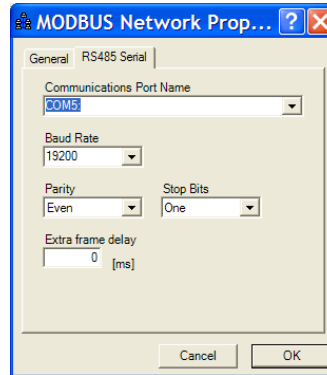 MODBUS Network Prop...
General RS485 Serial
Communications Port Name
COM5:
Baud Rate
19200
Parity Stop Bits
Even One
Extra frame delay
0 [ms]
Cancel OK